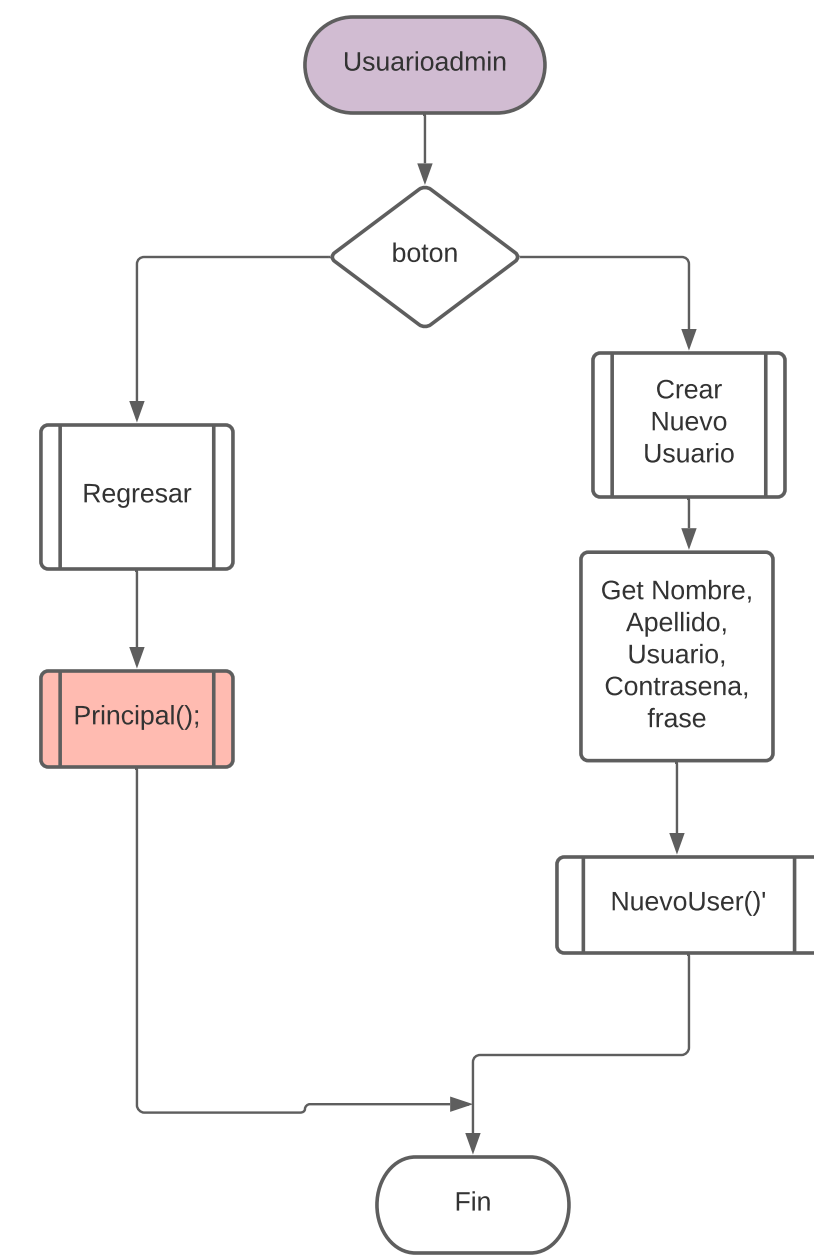 Usuarioadmin
boton
Regresar
Principal();
Crear
Nuevo
Usuario
Get Nombre,
Apellido,
Usuario,
Contrasena,
frase
NuevoUser()'
Fin